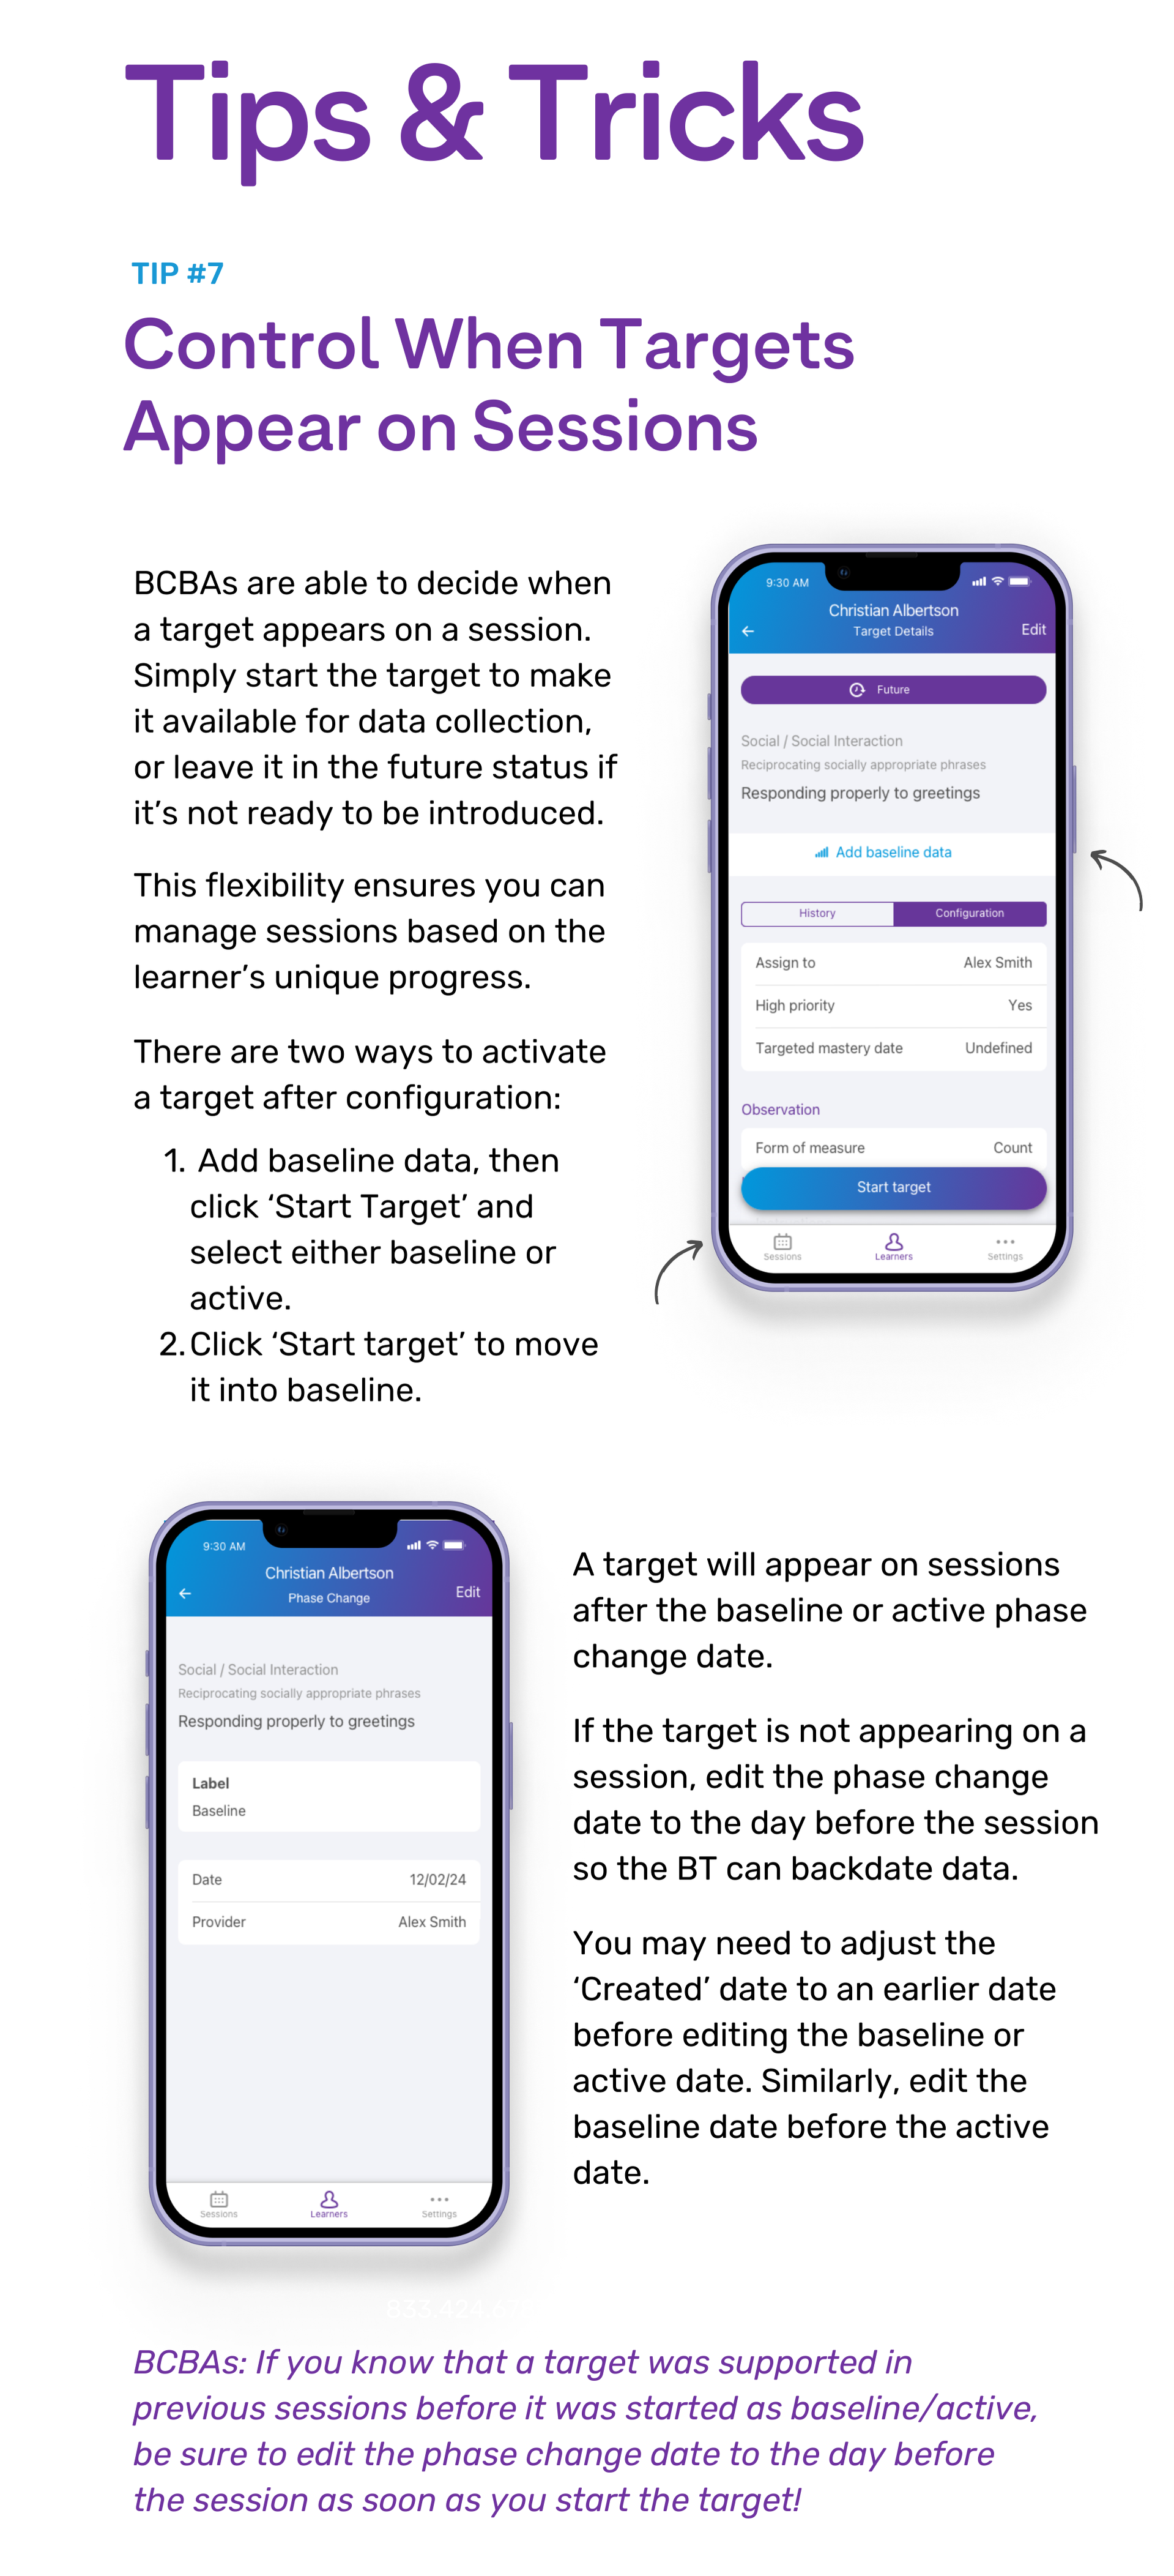 Tips & Tricks
TIP #7
Control When Targets
Appear on Sessions
BCBAs are able to decide when
a target appears on a session.
Simply start the target to make
it available for data collection,
or leave it in the future status if
it’s not ready to be introduced.
This flexibility ensures you can
manage sessions based on the
learner’s unique progress.
There are two ways to activate
a target after configuration:
1. Add baseline data, then
click ‘Start Target’ and
select either baseline or
active.
2. Click ‘Start target’ to move
it into baseline.
9:30 AM
Christian Albertson
Target Details
Edit
Future
Social / Social Interaction
Reciprocating socially appropriate phrases
Responding properly to greetings
Add baseline data
History Configuration
Assign to Alex Smith
High priority Yes
Targeted mastery date Undefined
Observation
Form of measure Count
Start target
Sessions Learners Settings
9:30 AM
Christian Albertson
Phase Change
Edit
Social / Social Interaction
Reciprocating socially appropriate phrases
Responding properly to greetings
Label
Baseline
Date 12/02/24
Provider Alex Smith
Sessions Learners Settings
A target will appear on sessions
after the baseline or active phase
change date.
If the target is not appearing on a
session, edit the phase change
date to the day before the session
so the BT can backdate data.
You may need to adjust the
‘Created’ date to an earlier date
before editing the baseline or
active date. Similarly, edit the
baseline date before the active
date.
BCBAs: If you know that a target was supported in
previous sessions before it was started as baseline/active,
be sure to edit the phase change date to the day before
the session as soon as you start the target!